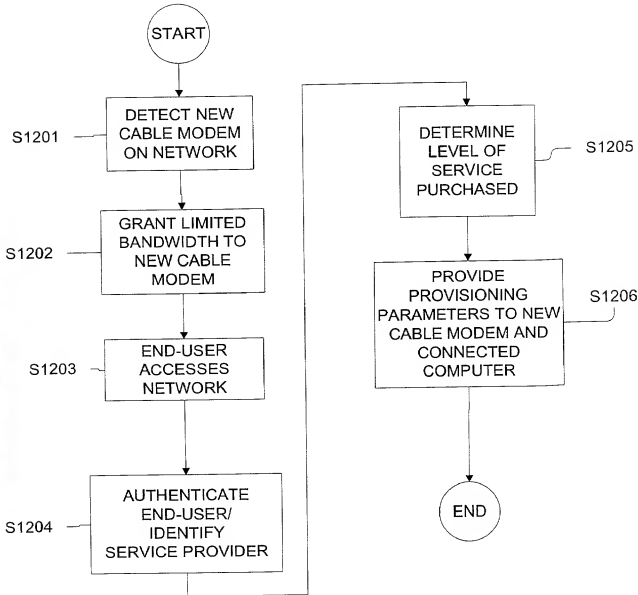 START
S1201
DETECT NEW
CABLE MODEM
ON NETWORK
S1202
GRANT LIMITED
BANDWIDTH TO
NEW CABLE
MODEM
S1203
END-USER
ACCESSES
NETWORK
S1204
AUTHENTICATE
END-USER/
IDENTIFY
SERVICE PROVIDER
DETERMINE
LEVEL OF
SERVICE
PURCHASED
S1205
PROVIDE
PROVISIONING
PARAMETERS TO NEW
CABLE MODEM AND
CONNECTED
COMPUTER
S1206
END